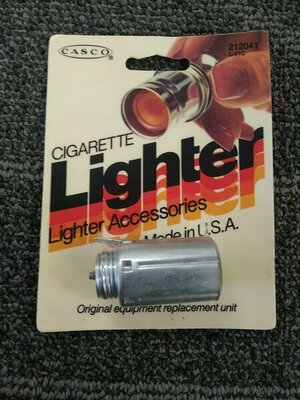 CASCO
212041
CIGARETTE
Lighter
Lighter Accessories
Made in U.S.A.
Original equipment replacement unit